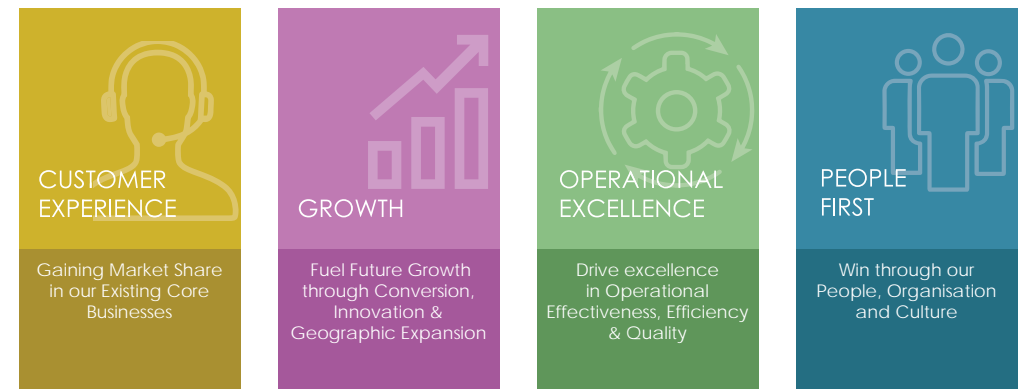 CUSTOMER
EXPERIENCE
Gaining Market Share
in our Existing Core
Businesses
GROWTH
Fuel Future Growth
through Conversion,
Innovation &
Geographic Expansion
OPERATIONAL
EXCELLENCE
Drive excellence
in Operational
Effectiveness, Efficiency
& Quality
PEOPLE
FIRST
Win through our
People, Organisation
and Culture